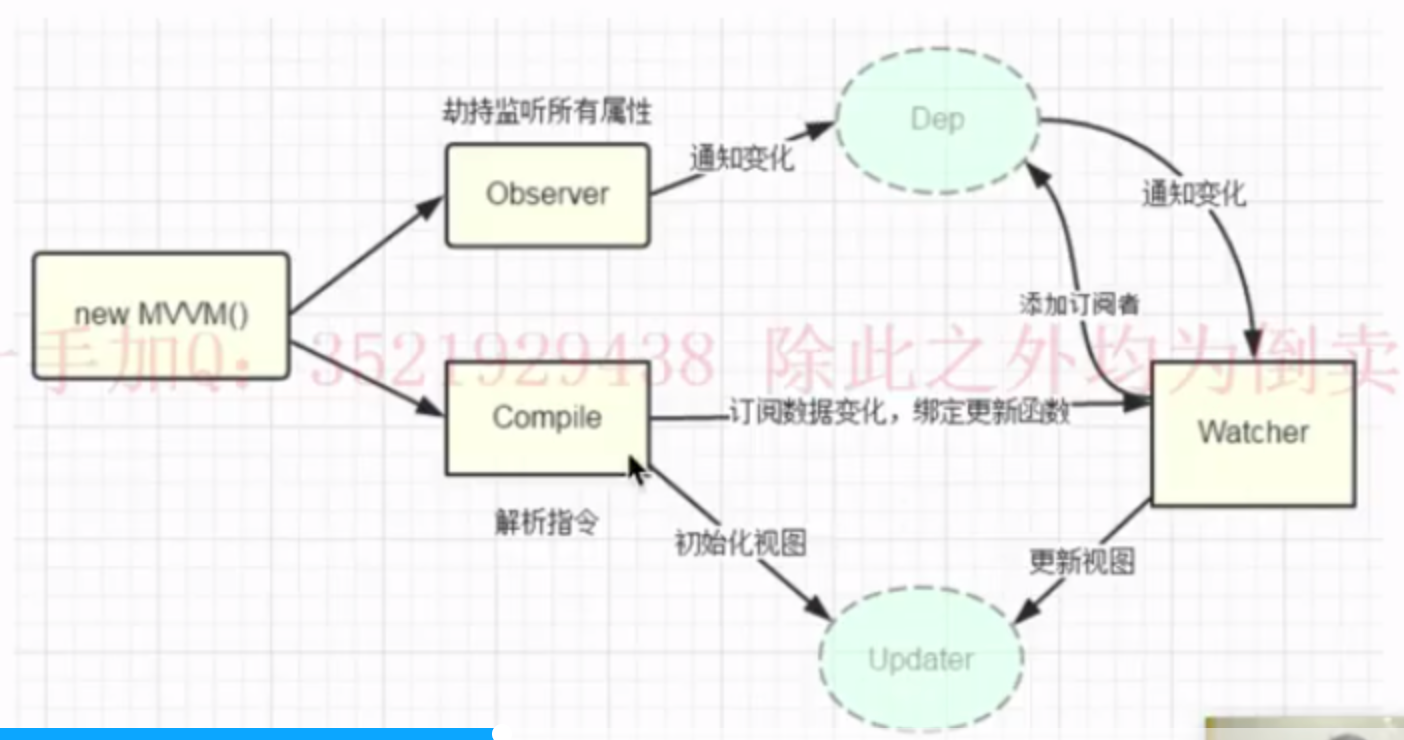 劫持监听所有属性
Observer
通知变化
Dep
通知变化
new MVVM()
添加订阅者
一手加Q：3521929438 除此之外均为倒卖
Compile
订阅数据变化，绑定更新函数
Watcher
解析指令
初始化视图
更新视图
Updater